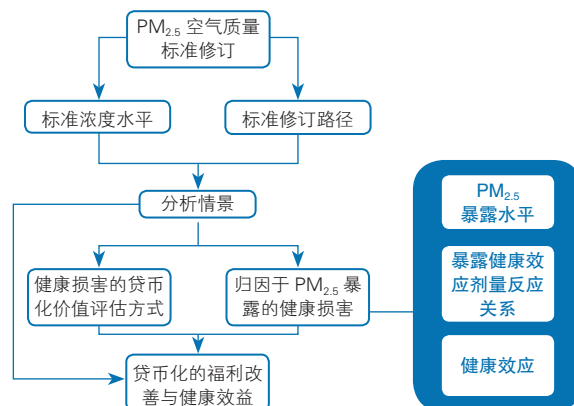 PM₂.₅ 空气质量
标准修订
标准浓度水平
标准修订路径
分析情景
健康损害的货币
化价值评估方式
归因于 PM₂.₅ 暴
露的健康损害
贷币化的福利改
善与健康效益
PM₂.₅
暴露水平
暴露健康效
应剂量反应
关系
健康效应